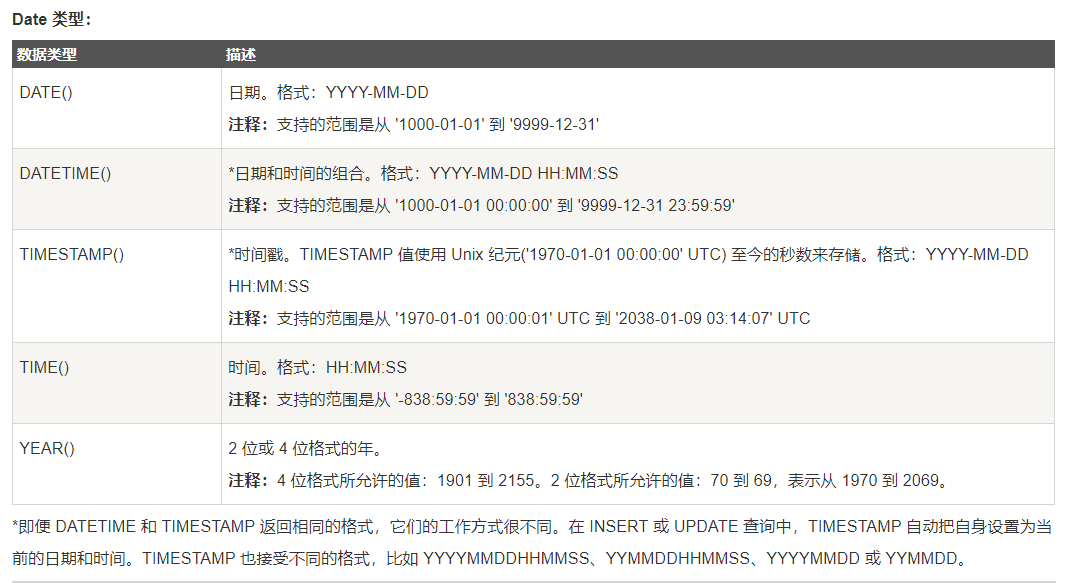 Date 类型：
数据类型 描述
DATE() 日期。格式：YYYY-MM-DD
注释：支持的范围是从 '1000-01-01' 到 '9999-12-31'
DATETIME() *日期和时间的组合。格式：YYYY-MM-DD HH:MM:SS
注释：支持的范围是从 '1000-01-01 00:00:00' 到 '9999-12-31 23:59:59'
TIMESTAMP() *时间戳。TIMESTAMP 值使用 Unix 纪元('1970-01-01 00:00:00' UTC) 至今的秒数来存储。格式：YYYY-MM-DD
HH:MM:SS
注释：支持的范围是从 '1970-01-01 00:00:01' UTC 到 '2038-01-09 03:14:07' UTC
TIME() 时间。格式：HH:MM:SS
注释：支持的范围是从 '-838:59:59' 到 '838:59:59'
YEAR() 2 位或 4 位格式的年。
注释：4 位格式所允许的值：1901 到 2155。2 位格式所允许的值：70 到 69，表示从 1970 到 2069。
*即便 DATETIME 和 TIMESTAMP 返回相同的格式，它们的工作方式很不同。在 INSERT 或 UPDATE 查询中，TIMESTAMP 自动把自身设置为当
前的日期和时间。TIMESTAMP 也接受不同的格式，比如 YYYYMMDDHHMMSS、YYMMDDHHMMSS、YYYYMMDD 或 YYMMDD。